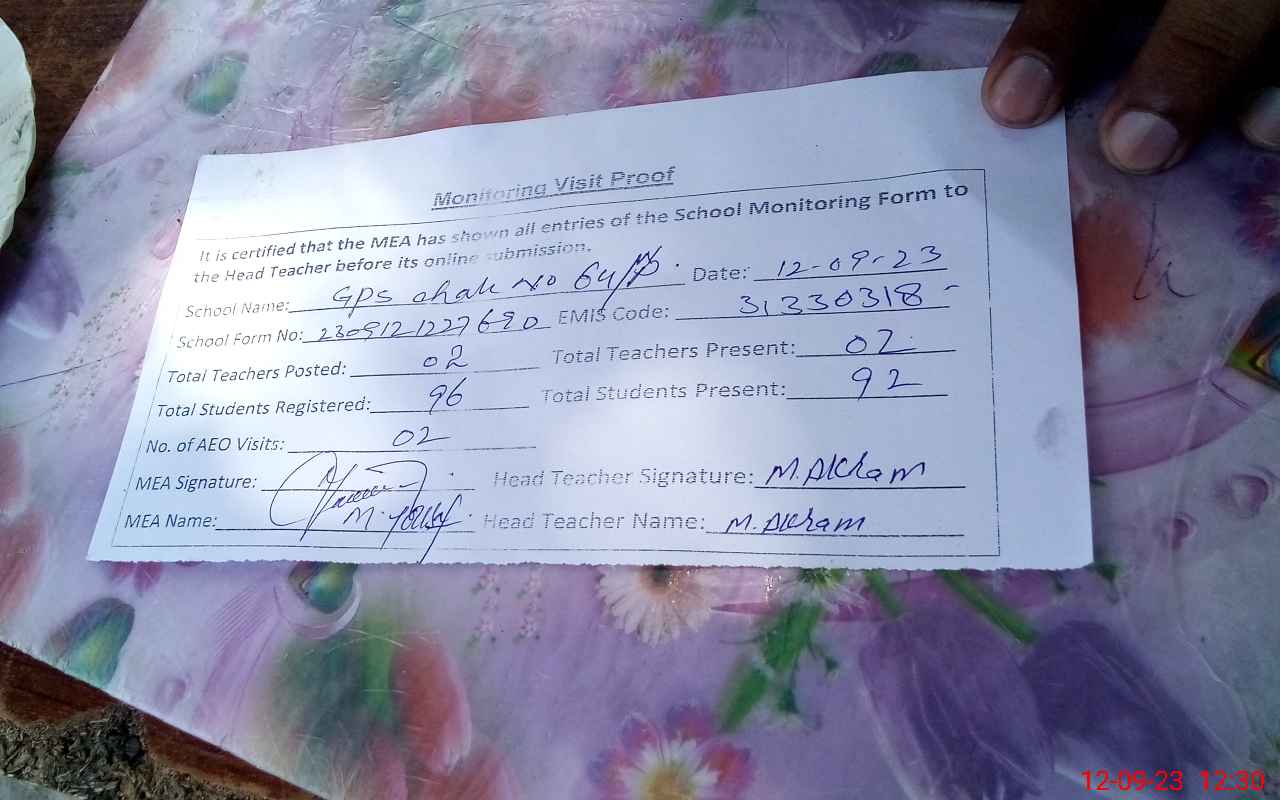 Monitoring Visit Proof
It is certified that the MEA has shown all entries of the School Monitoring Form to
the Head Teacher before its online submission.
School Name: GPS chak No 64/ Date: 12-09-23
School Form No: 2309121227690 EMIS Code: 31330318
Total Teachers Posted: 02 Total Teachers Present: 02
Total Students Registered: 96 Total Students Present: 92
No. of AEO Visits: 02
MEA Signature: Head Teacher Signature: M. Akram
MEA Name: M. Yousaf Head Teacher Name: M. Akram
12-09-23 12:30